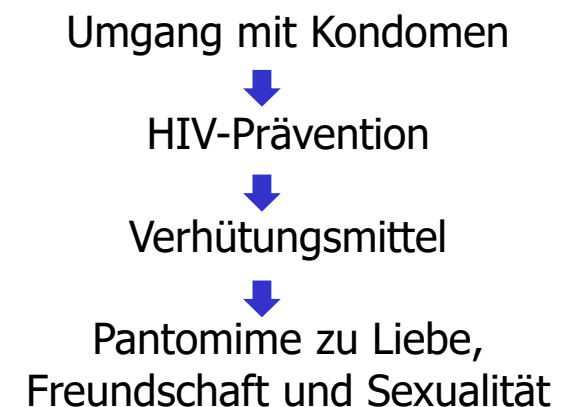 Umgang mit Kondomen
HIV-Prävention
Verhütungsmittel
Pantomime zu Liebe,
Freundschaft und Sexualität